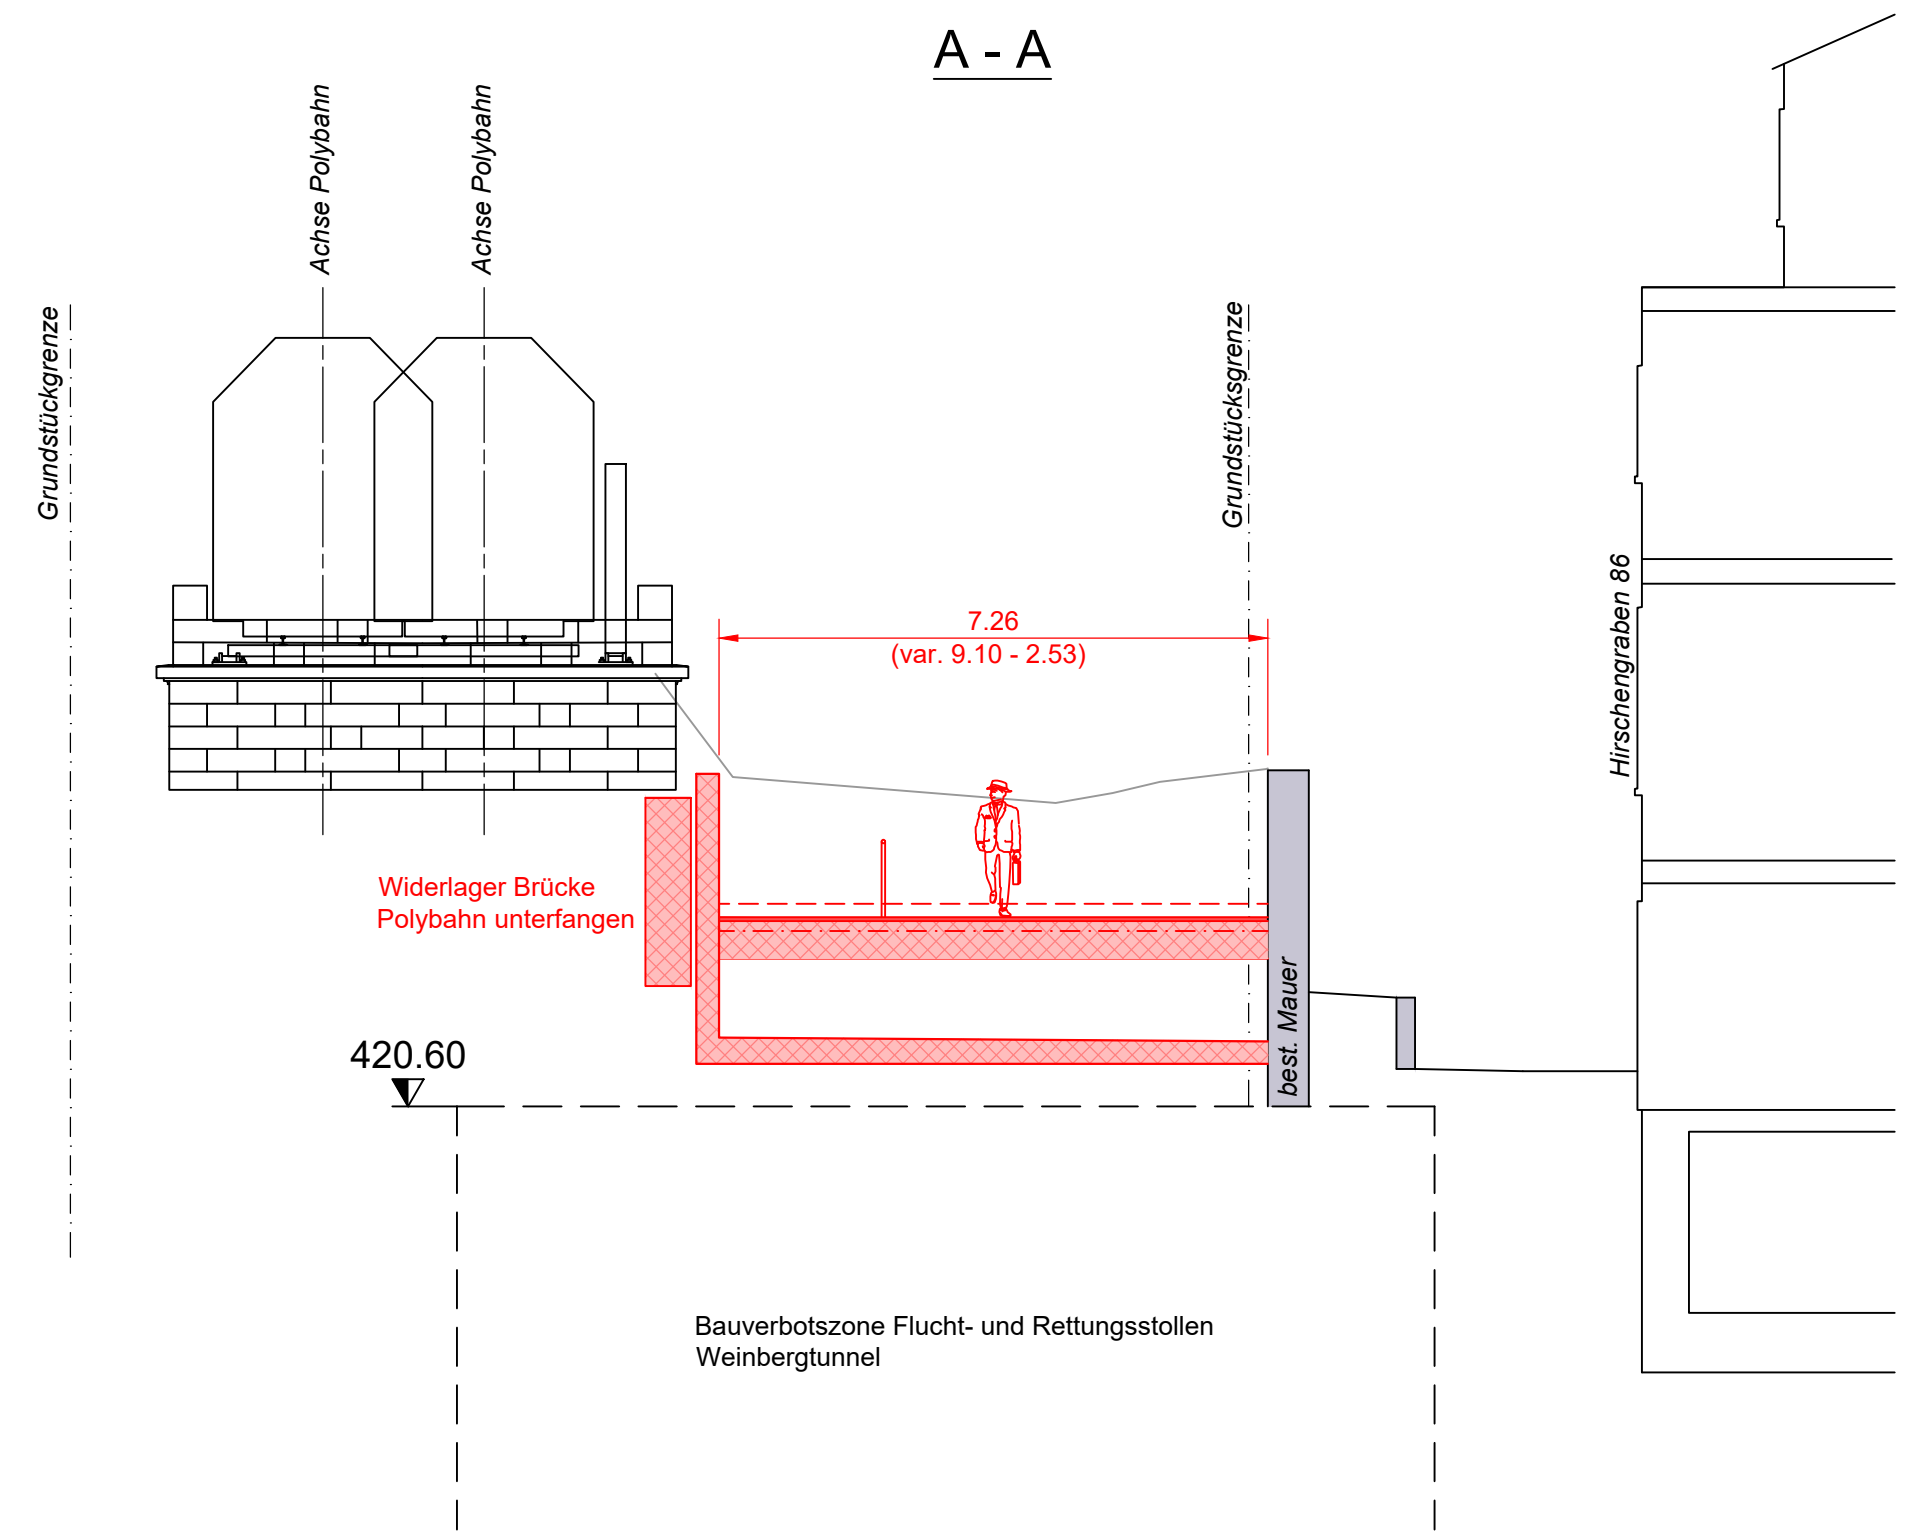 A - A
Achse Polybahn
Achse Polybahn
Grundstückgrenze
Grundstücksgrenze
Hirschengraben 86
7.26
(var. 9.10 - 2.53)
Widerlager Brücke
Polybahn unterfangen
best. Mauer
420.60
Bauverbotszone Flucht- und Rettungsstollen
Weinbergtunnel